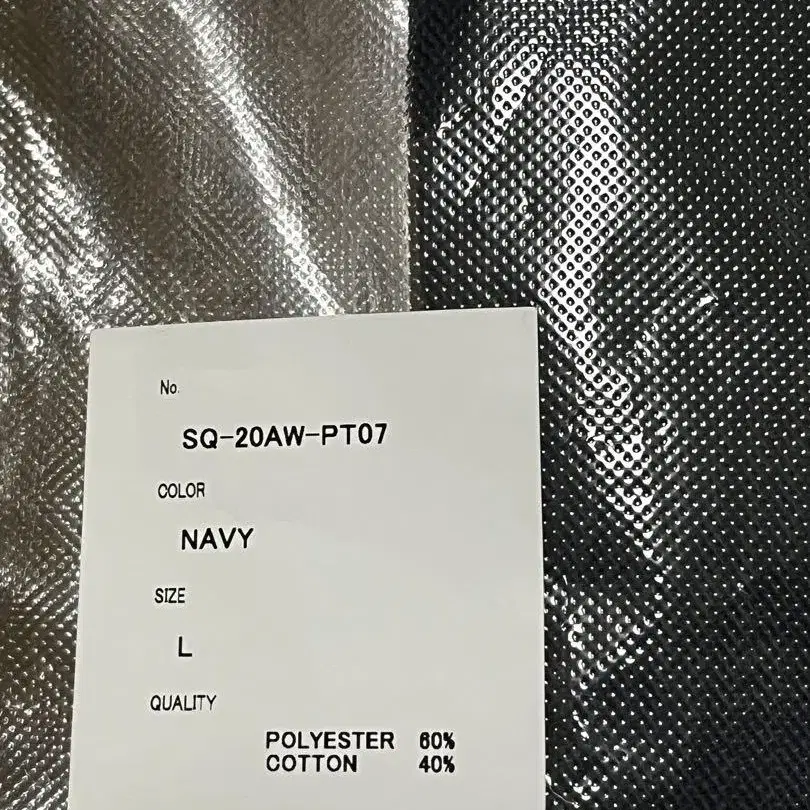 No.
SQ-20AW-PT07
COLOR
NAVY
SIZE
L
QUALITY
POLYESTER 60%
COTTON 40%